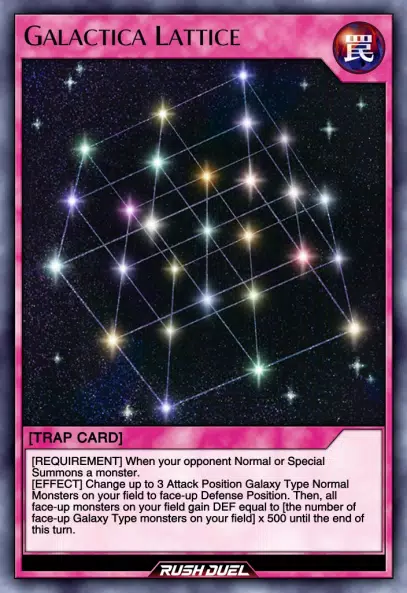 GALACTICA LATTICE
罠
[TRAP CARD]
[REQUIREMENT] When your opponent Normal or Special
Summons a monster.
[EFFECT] Change up to 3 Attack Position Galaxy Type Normal
Monsters on your field to face-up Defense Position. Then, all
face-up monsters on your field gain DEF equal to [the number of
face-up Galaxy Type monsters on your field] x 500 until the end of
this turn.
RUSH DUEL